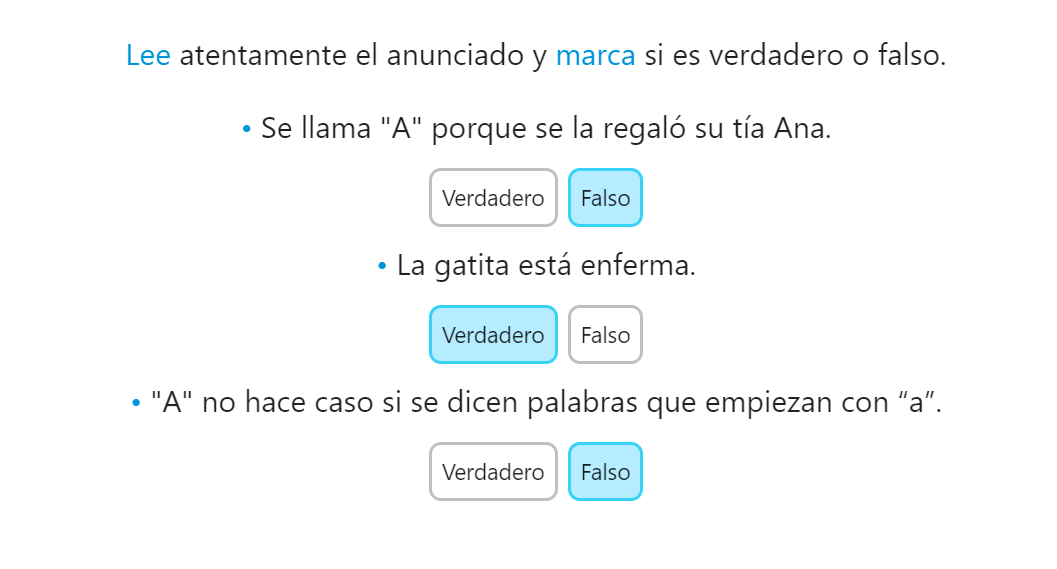 Lee atentamente el anunciado y marca si es verdadero o falso.
• Se llama "A" porque se la regaló su tía Ana.
Verdadero Falso
• La gatita está enferma.
Verdadero Falso
• "A" no hace caso si se dicen palabras que empiezan con “a”.
Verdadero Falso